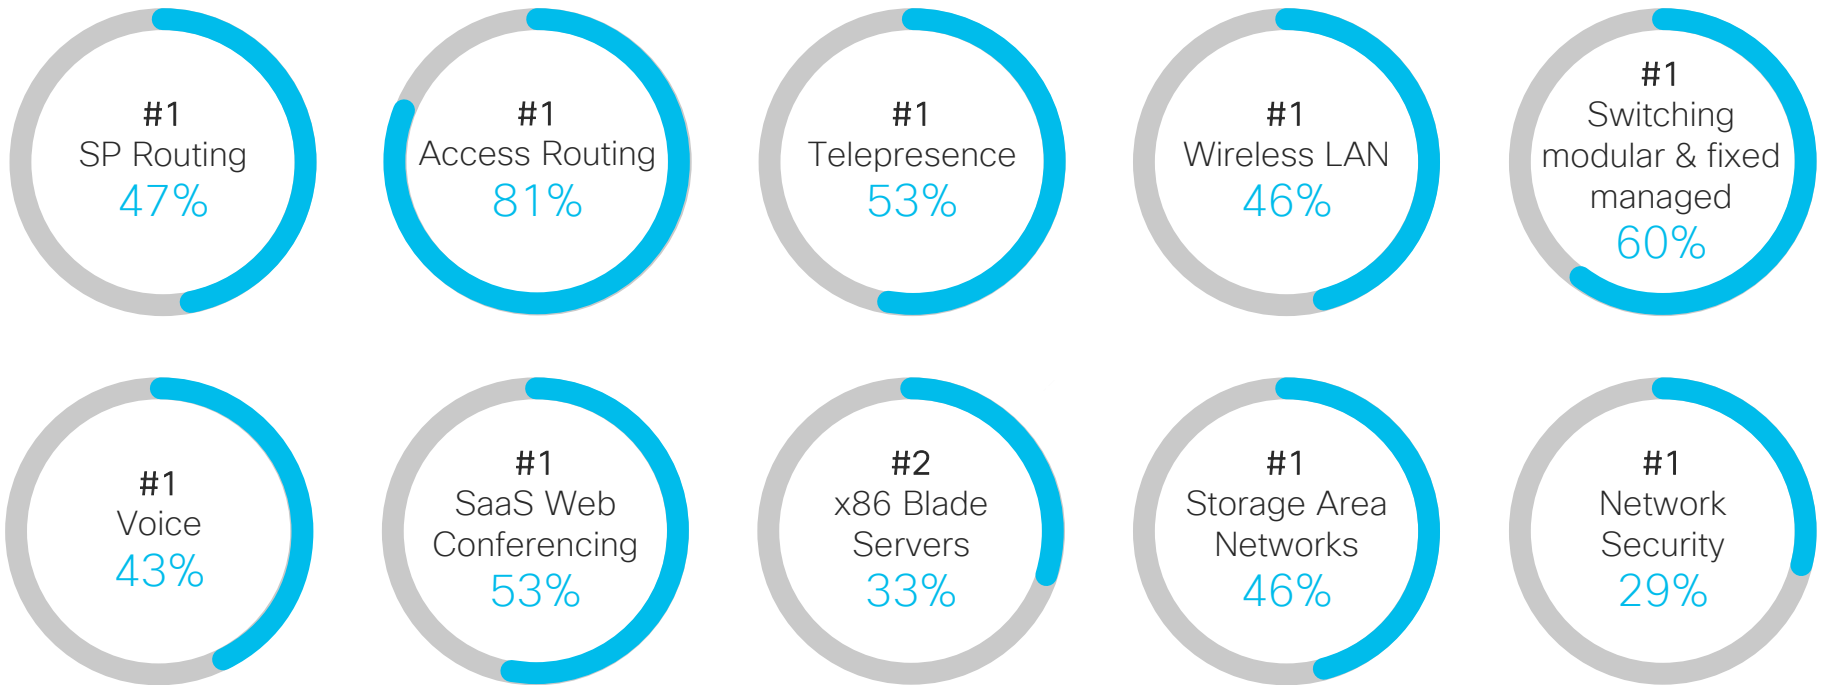 #1
SP Routing
47%
#1
Access Routing
81%
#1
Telepresence
53%
#1
Wireless LAN
46%
#1
Switching
modular & fixed
managed
60%
#1
Voice
43%
#1
SaaS Web
Conferencing
53%
#2
x86 Blade
Servers
33%
#1
Storage Area
Networks
46%
#1
Network
Security
29%